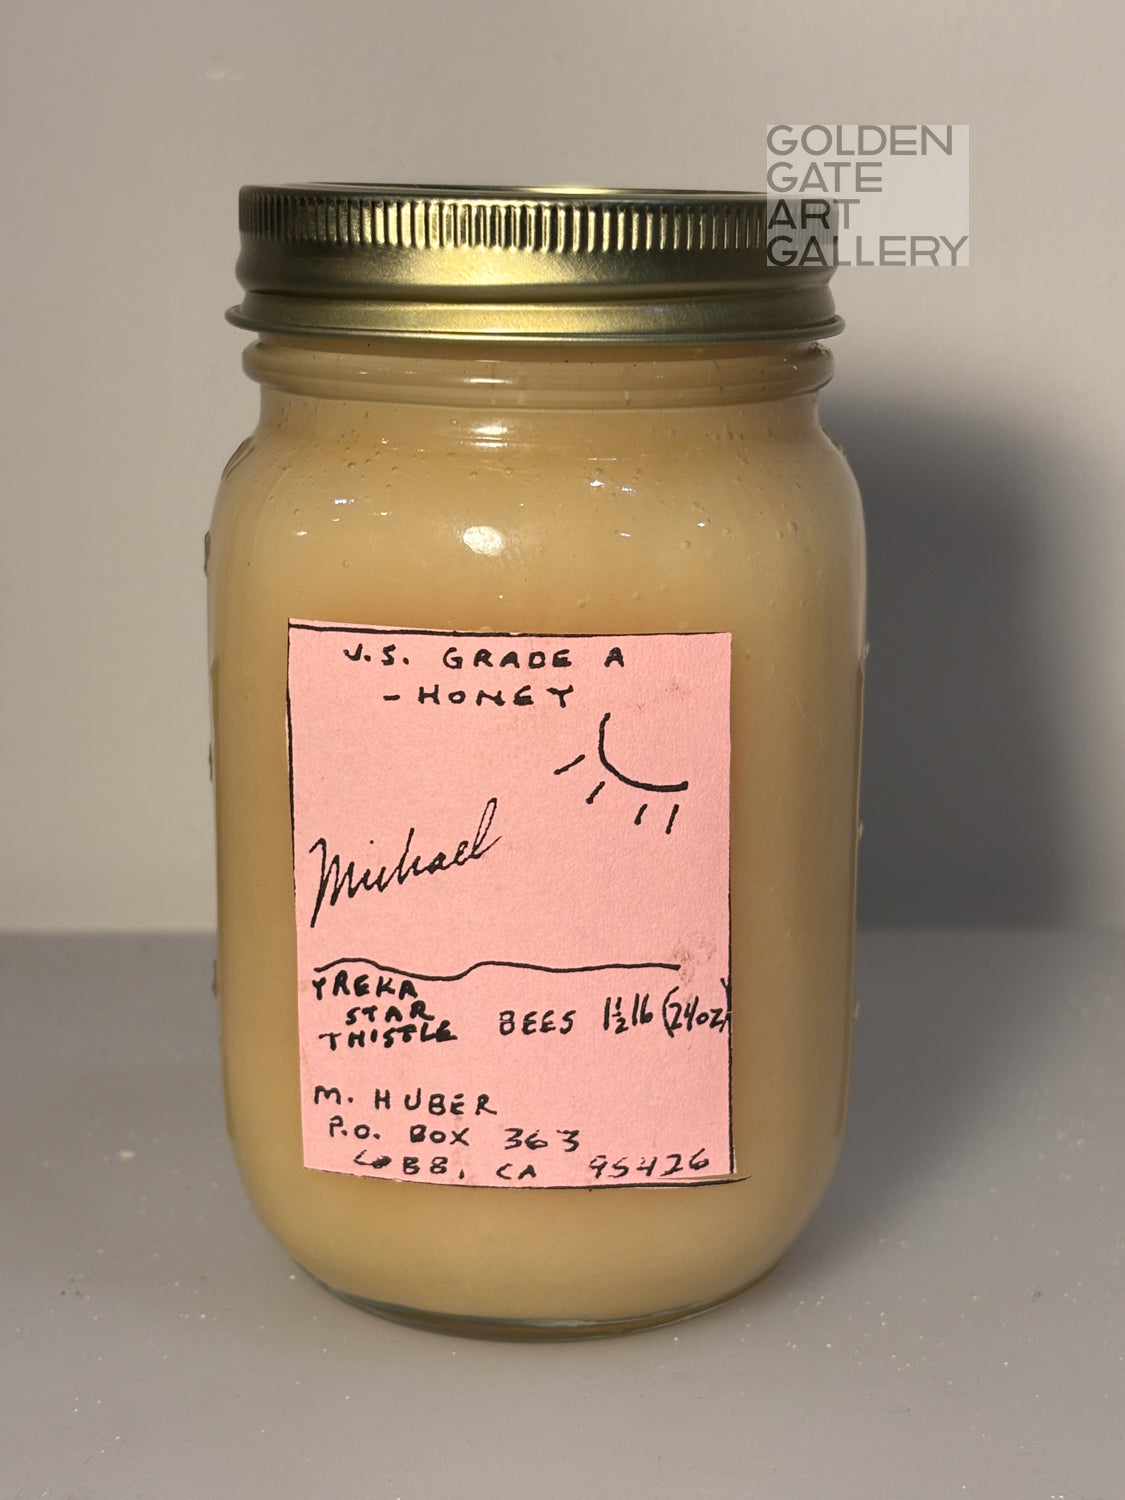 GOLDEN
GATE
ART
GALLERY
U.S. GRADE A
- HONEY
Michael
YREKA
STAR
THISTLE BEES 1½ lb (24oz)
M. HUBER
P.O. BOX 363
COBB, CA 95426